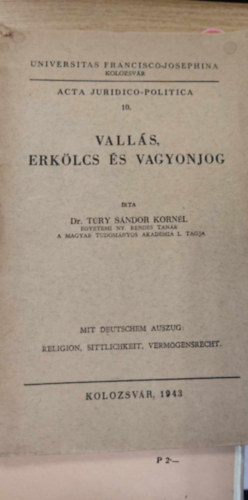 UNIVERSITAS FRANCISCO-JOSEPHINA
KOLOZSVÁR
ACTA JURIDICO-POLITICA
10.
VALLÁS,
ERKÖLCS ÉS VAGYONJOG
IRTA
Dr. TÚRY SÁNDOR KORNÉL
EGYETEMI NY. RENDES TANÁR
A MAGYAR TUDOMÁNYOS AKADÉMIA L. TAGJA
MIT DEUTSCHEM AUSZUG:
RELIGION, SITTLICHKEIT, VERMÖGENSRECHT.
KOLOZSVÁR, 1943
P 2·—